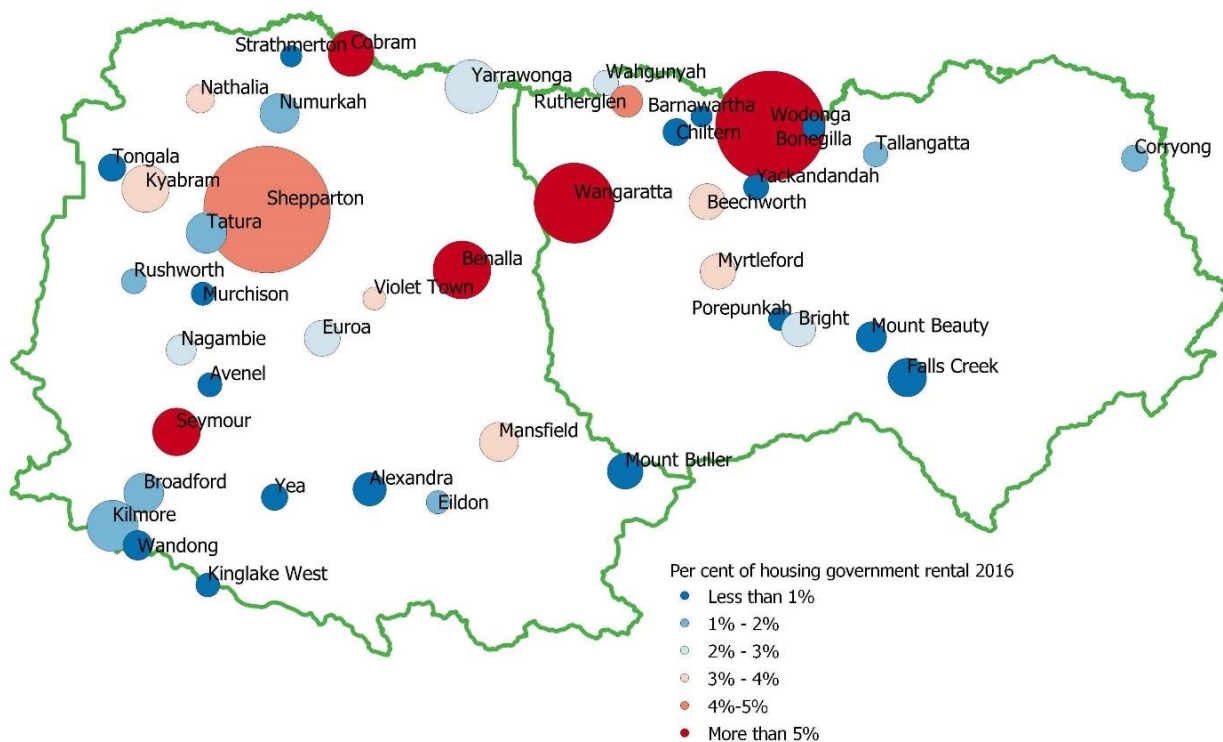 Strathmerton
Cobram
Nathalia
Numurkah
Yarrawonga
Wahgunyah
Rutherglen
Barnawartha
Chiltern
Wodonga
Bonegilla
Tallangatta
Corryong
Tongala
Kyabram
Shepparton
Wangaratta
Yackandandah
Beechworth
Tatura
Rushworth
Murchison
Benalla
Violet Town
Myrtleford
Nagambie
Euroa
Porepunkah
Bright
Mount Beauty
Avenel
Falls Creek
Seymour
Mansfield
Mount Buller
Broadford
Yea
Alexandra
Eildon
Kilmore
Wandong
Kinglake West
Per cent of housing government rental 2016
Less than 1%
1% - 2%
2% - 3%
3% - 4%
4%-5%
More than 5%